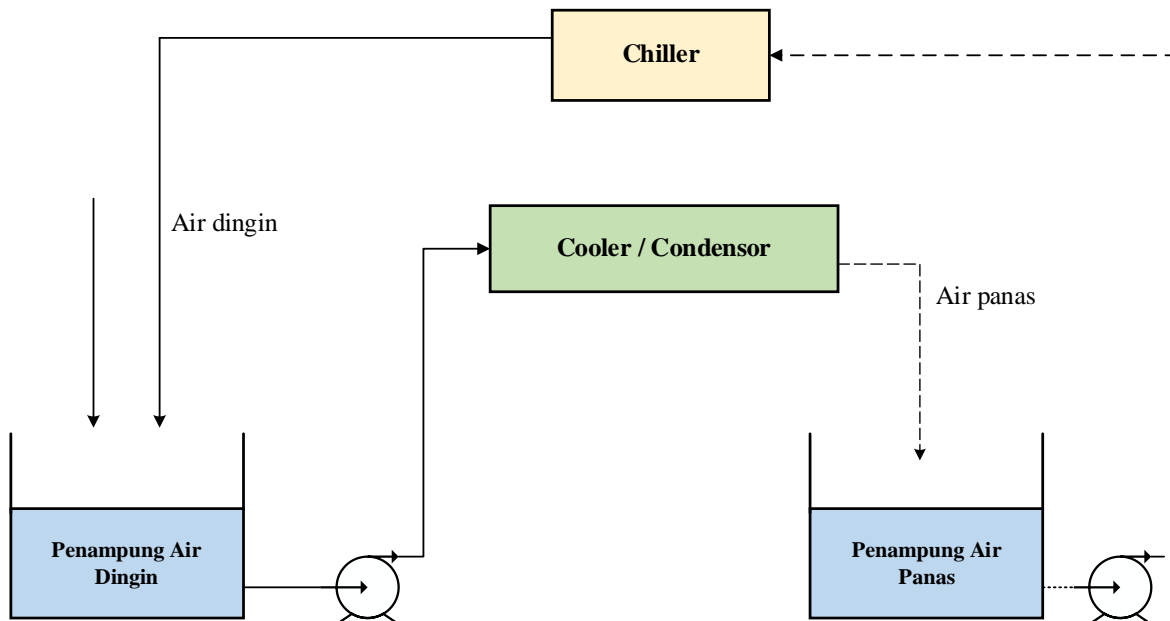 Chiller
Air dingin
Cooler / Condensor
Air panas
Penampung Air
Dingin
Penampung Air
Panas